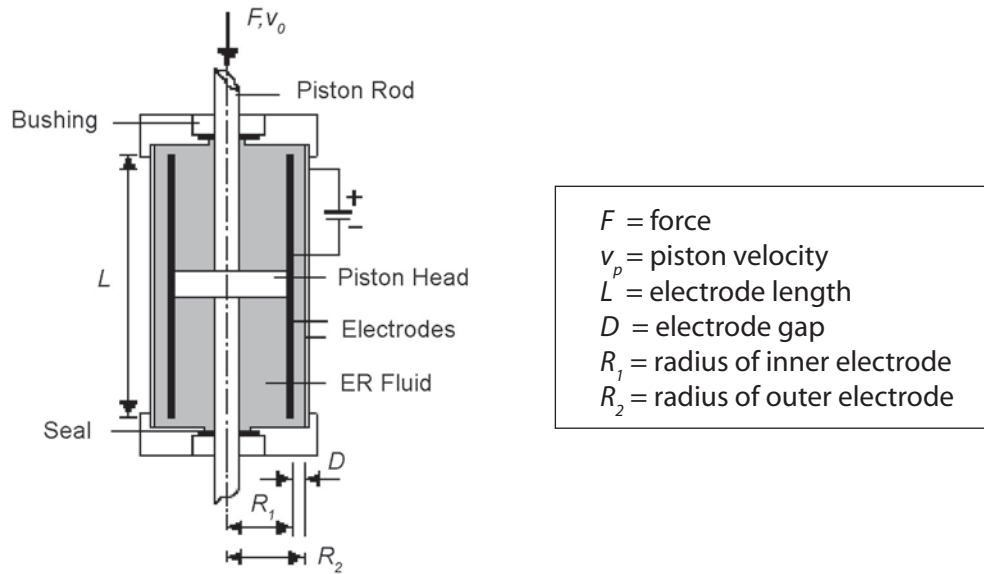 F,v₀
Piston Rod
Bushing
+
−
L
Piston Head
Electrodes
ER Fluid
Seal
D
R₁
R₂
F = force
vₚ = piston velocity
L = electrode length
D = electrode gap
R₁ = radius of inner electrode
R₂ = radius of outer electrode